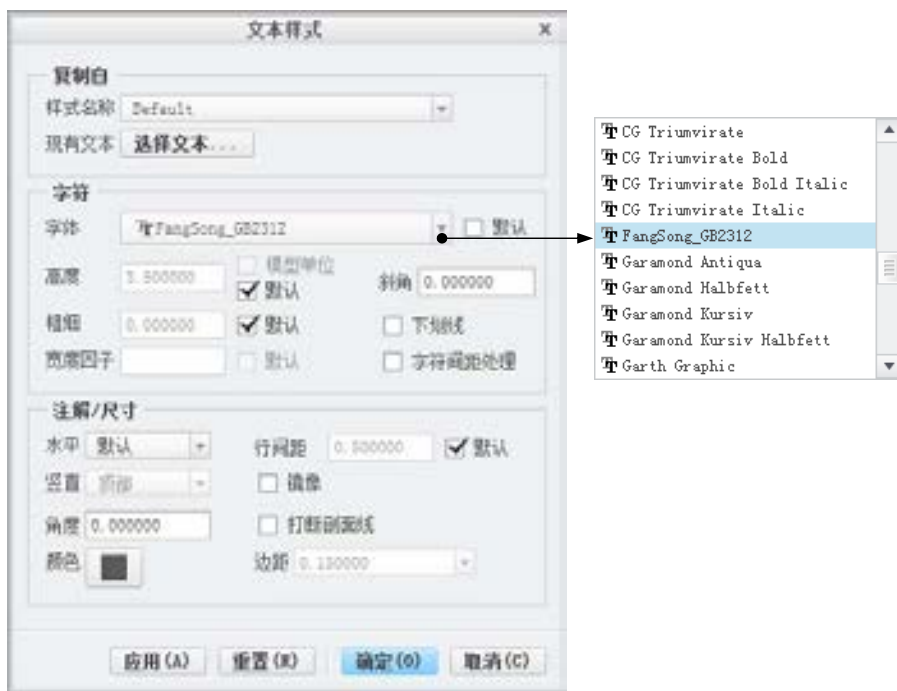 文本样式 ×
复制自
样式名称 Default
现有文本 选择文本...
字符
字体 FangSong_GB2312 默认
高度 3.500000 模型单位
默认
斜角 0.000000
粗细 0.000000 默认 下划线
宽度因子 默认 字符间距处理
注解/尺寸
水平 默认 行间距 0.500000 默认
竖直 顶部 镜像
角度 0.000000 打断剖面线
颜色 边距 0.150000
应用(A) 重置(R) 确定(O) 取消(C)
CG Triumvirate
CG Triumvirate Bold
CG Triumvirate Bold Italic
CG Triumvirate Italic
FangSong_GB2312
Garamond Antiqua
Garamond Halbfett
Garamond Kursiv
Garamond Kursiv Halbfett
Garth Graphic